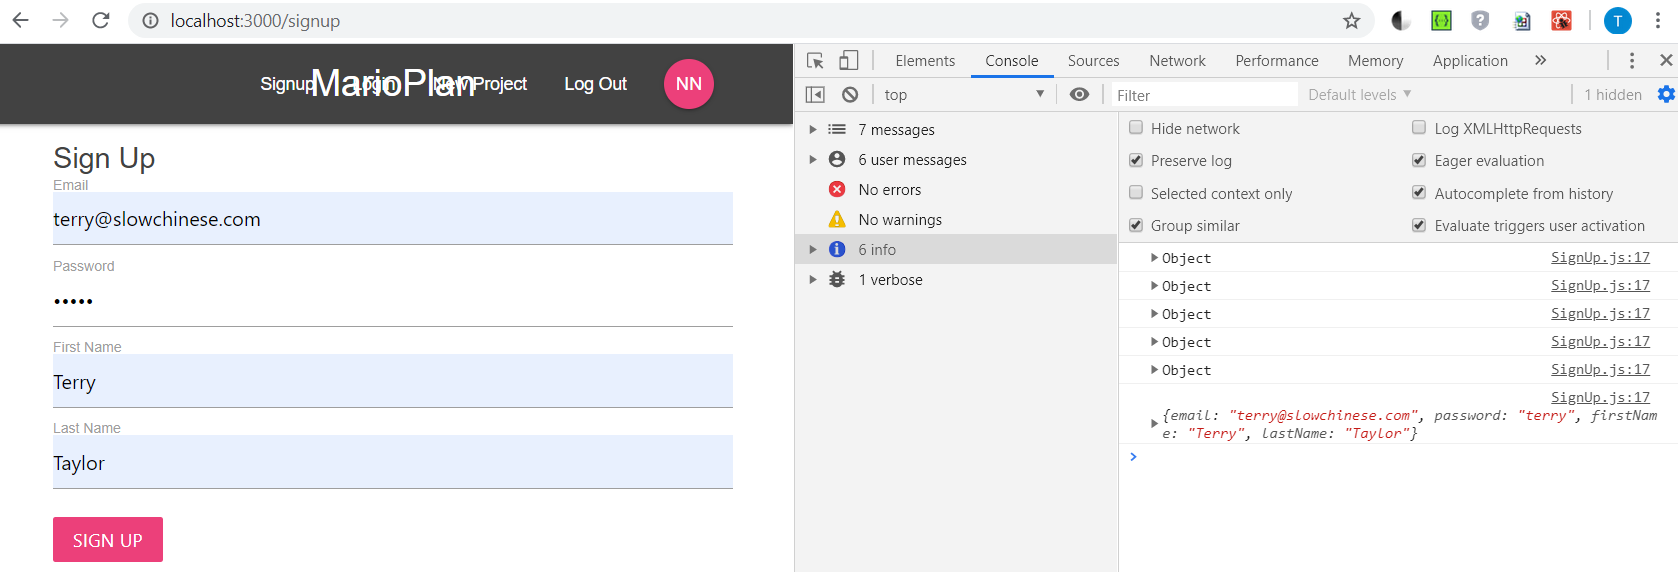 localhost:3000/signup
T
Signup Login New Project Log Out NN
MarioPlan
Sign Up
Email
terry@slowchinese.com
Password
•••••
First Name
Terry
Last Name
Taylor
SIGN UP
Elements Console Sources Network Performance Memory Application »
top Filter Default levels 1 hidden
7 messages
6 user messages
No errors
No warnings
6 info
1 verbose
Hide network Log XMLHttpRequests
Preserve log Eager evaluation
Selected context only Autocomplete from history
Group similar Evaluate triggers user activation
Object SignUp.js:17
Object SignUp.js:17
Object SignUp.js:17
Object SignUp.js:17
Object SignUp.js:17
SignUp.js:17
{email: "terry@slowchinese.com", password: "terry", firstNam
e: "Terry", lastName: "Taylor"}